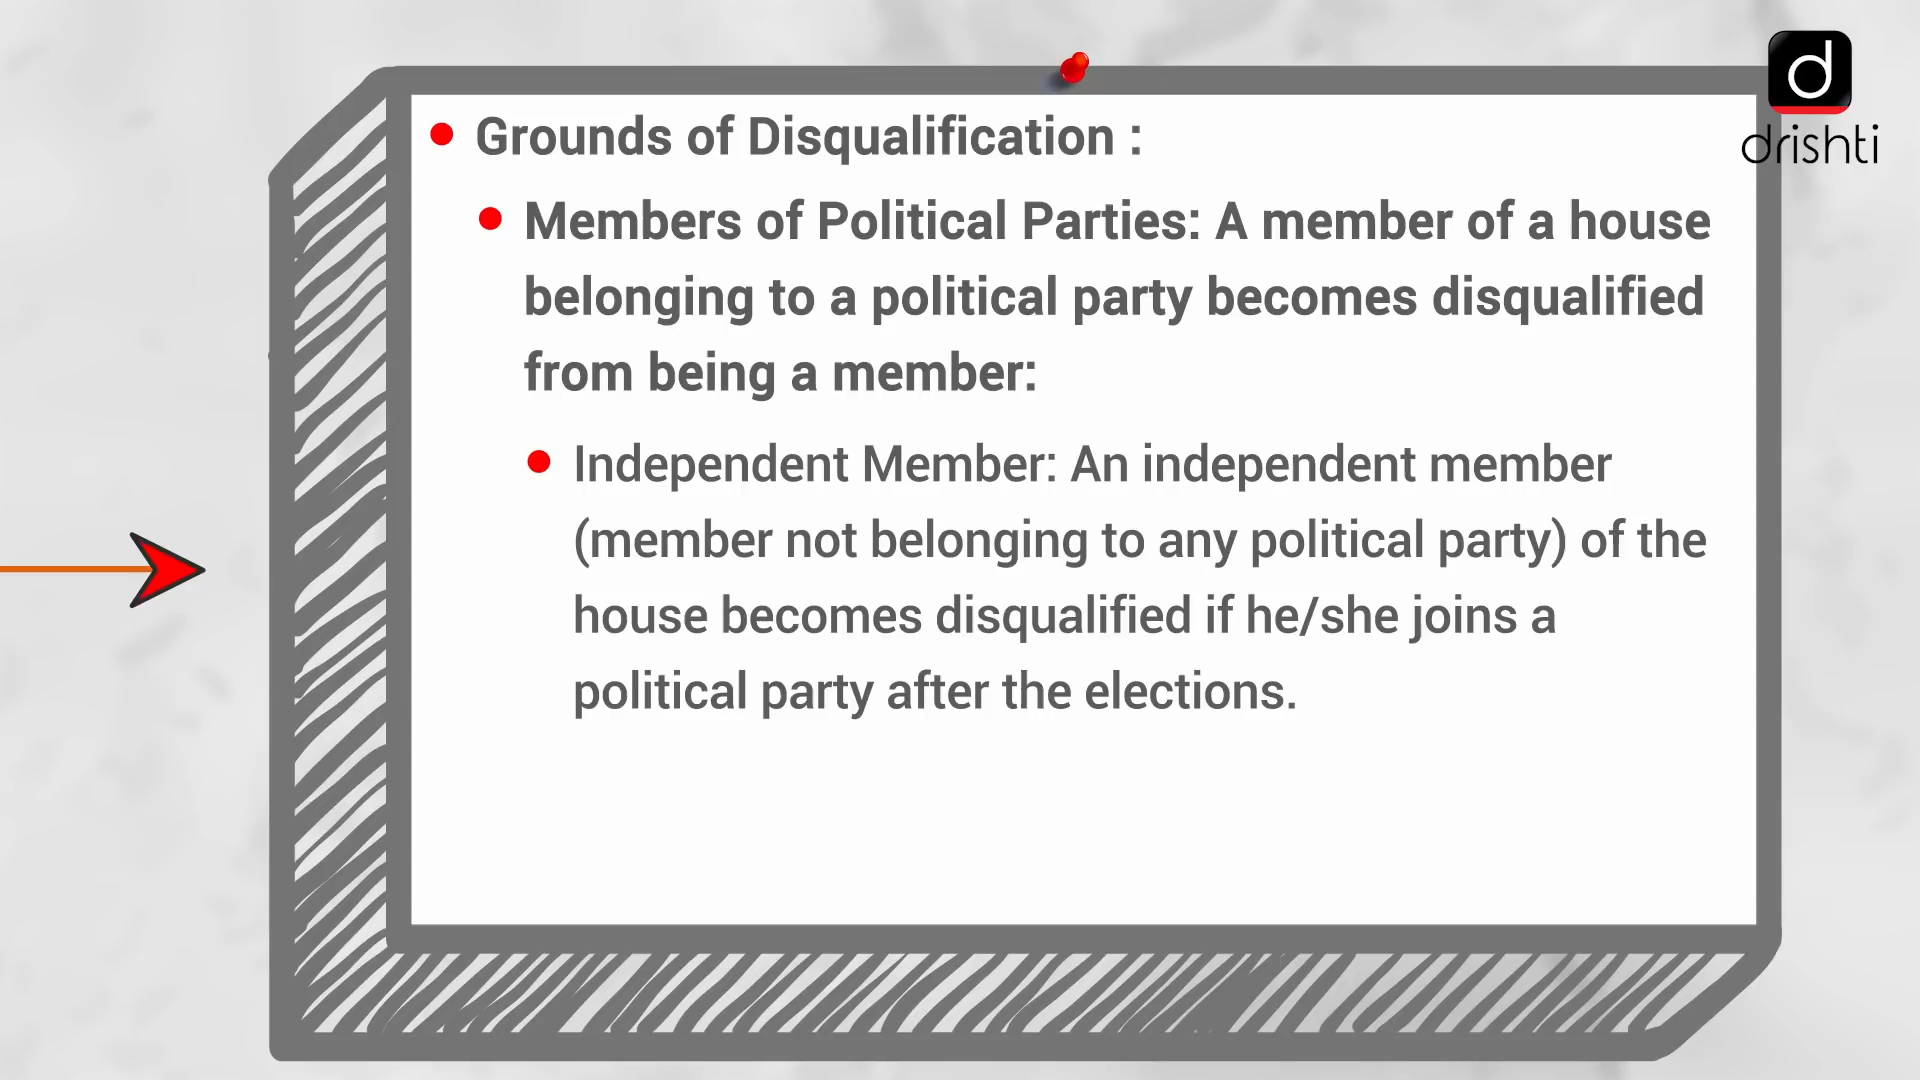 d
drishti
Grounds of Disqualification :
Members of Political Parties: A member of a house
belonging to a political party becomes disqualified
from being a member:
Independent Member: An independent member
(member not belonging to any political party) of the
house becomes disqualified if he/she joins a
political party after the elections.